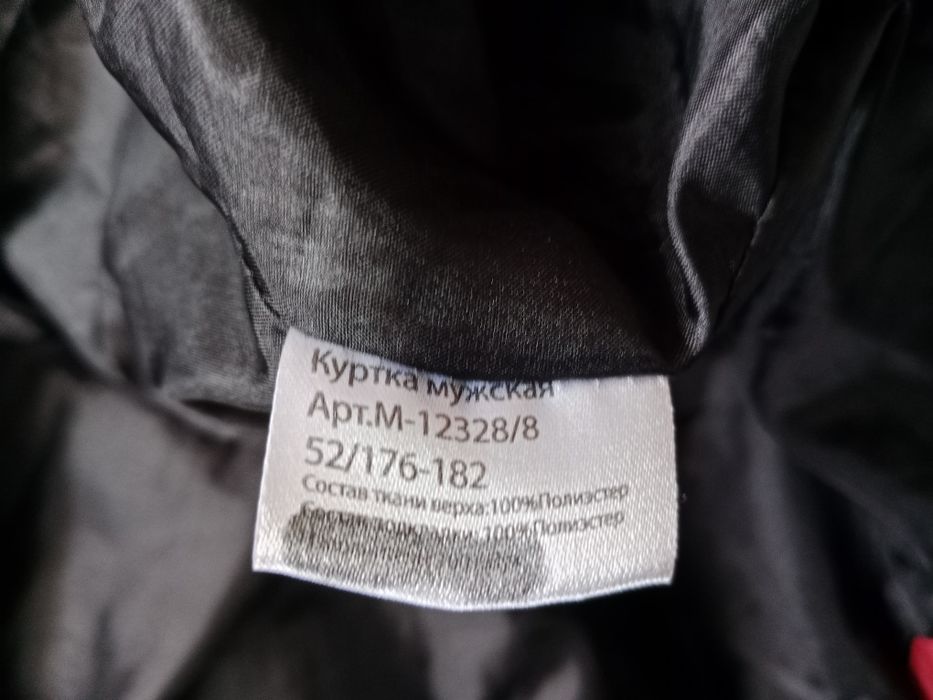 Куртка мужская
Арт.М-12328/8
52/176-182
Состав ткани верха:100%Полиэстер
100%Полиэстер